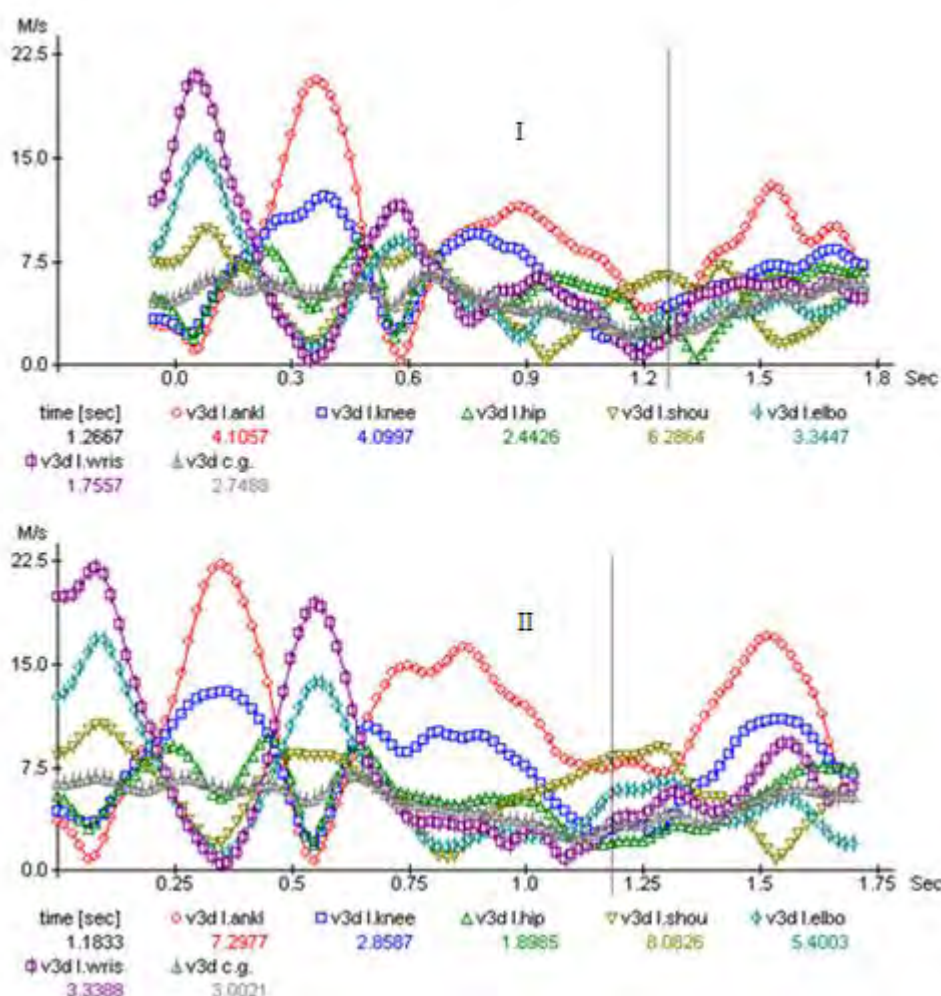 M/s
22.5
I
15.0
7.5
0.0
0.0 0.3 0.6 0.9 1.2 1.5 1.8 Sec
time [sec] v3d l.ankl v3d l.knee v3d l.hip v3d l.shou v3d l.elbo
1.2667 4.1057 4.0997 2.4426 6.2864 3.3447
v3d l.wris v3d c.g.
1.7557 2.7488
M/s
22.5
II
15.0
7.5
0.0
0.25 0.5 0.75 1.0 1.25 1.5 1.75 Sec
time [sec] v3d l.ankl v3d l.knee v3d l.hip v3d l.shou v3d l.elbo
1.1833 7.2977 2.8587 1.8985 8.0826 5.4003
v3d l.wris v3d c.g.
3.3388 3.0021